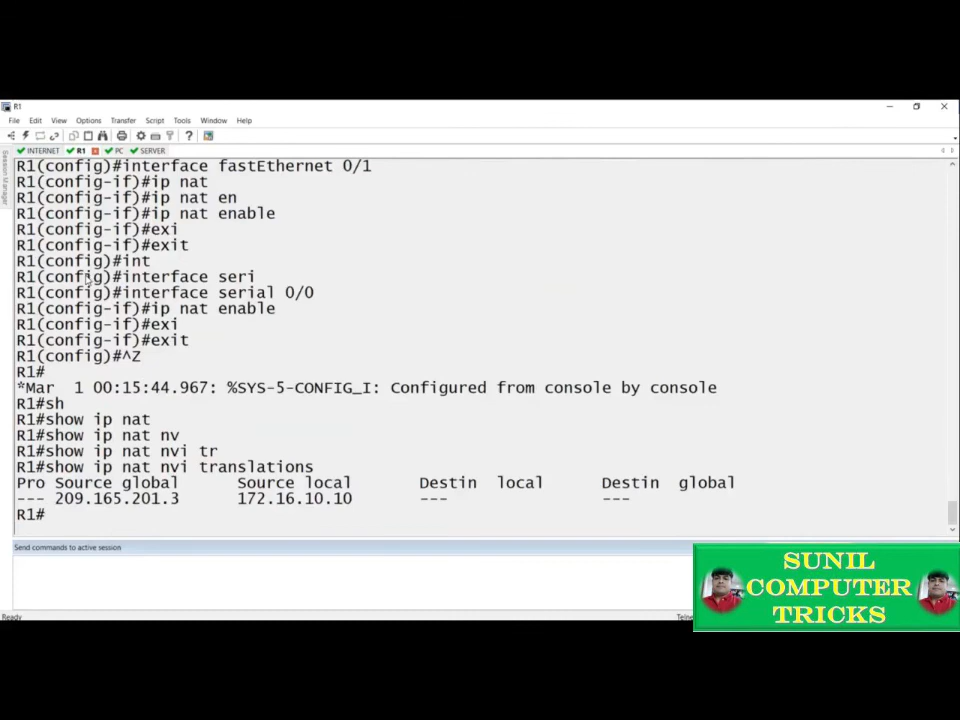 R1
File Edit View Options Transfer Script Tools Window Help
INTERNET R1 PC SERVER
Session Manager
R1(config)#interface fastEthernet 0/1
R1(config-if)#ip nat
R1(config-if)#ip nat en
R1(config-if)#ip nat enable
R1(config-if)#exi
R1(config-if)#exit
R1(config)#int
R1(config)#interface seri
R1(config)#interface serial 0/0
R1(config-if)#ip nat enable
R1(config-if)#exi
R1(config-if)#exit
R1(config)#^Z
R1#
*Mar  1 00:15:44.967: %SYS-5-CONFIG_I: Configured from console by console
R1#sh
R1#show ip nat
R1#show ip nat nv
R1#show ip nat nvi tr
R1#show ip nat nvi translations
Pro Source global      Source local       Destin  local      Destin  global
--- 209.165.201.3      172.16.10.10       ---                ---
R1#
Send commands to active session
SUNIL
COMPUTER
TRICKS
Ready Telne